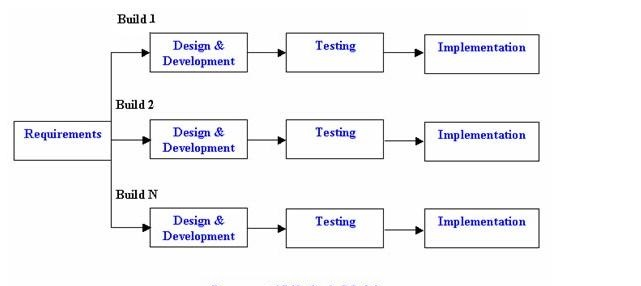 Build 1
Design &
Development
Testing
Implementation
Build 2
Requirements
Design &
Development
Testing
Implementation
Build N
Design &
Development
Testing
Implementation